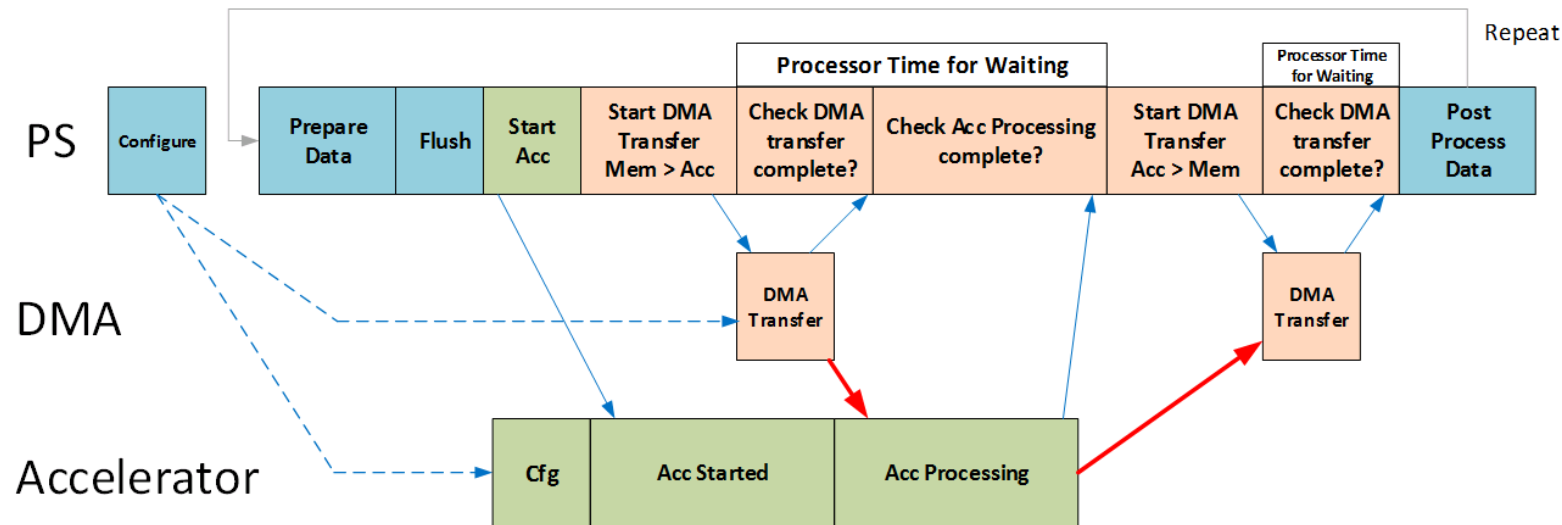 Repeat
Processor Time for Waiting
Processor Time
for Waiting
PS
Configure
Prepare
Data
Flush
Start
Acc
Start DMA
Transfer
Mem > Acc
Check DMA
transfer
complete?
Check Acc Processing
complete?
Start DMA
Transfer
Acc > Mem
Check DMA
transfer
complete?
Post
Process
Data
DMA
DMA
Transfer
DMA
Transfer
Accelerator
Cfg
Acc Started
Acc Processing